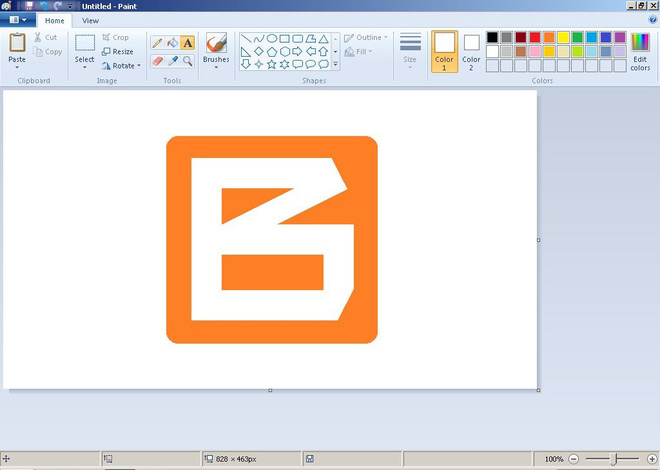 Untitled - Paint
Home View
Paste Cut Copy Select Crop Resize Rotate A Brushes Outline Fill Size Color 1 Color 2 Edit colors
Clipboard Image Tools Shapes Colors
B
828 × 463px 100%